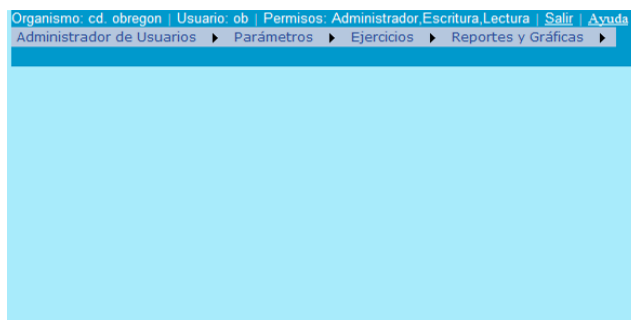 Organismo: cd. obregon | Usuario: ob | Permisos: Administrador,Escritura,Lectura | Salir | Ayuda
Administrador de Usuarios Parámetros Ejercicios Reportes y Gráficas